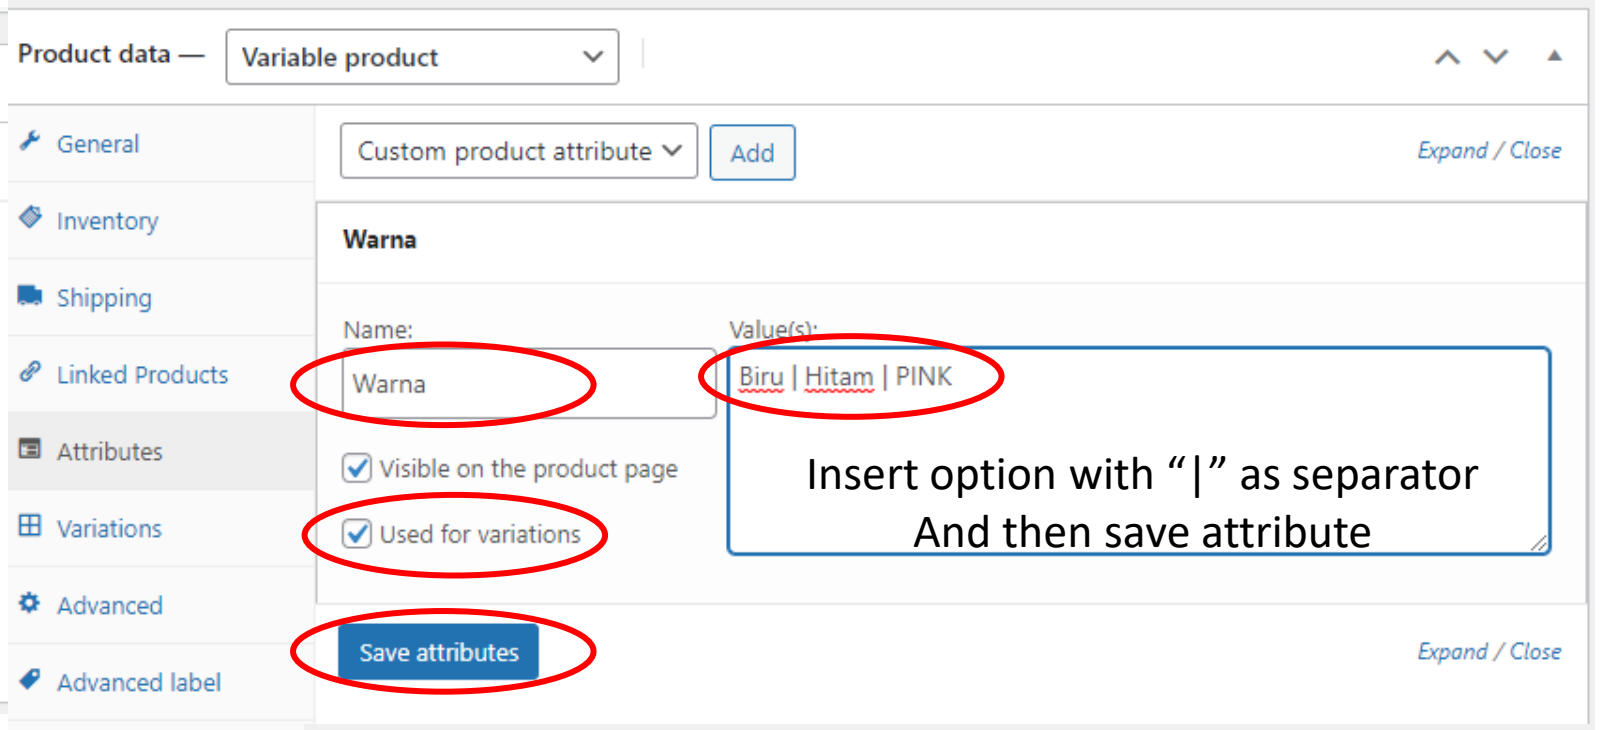 Product data — Variable product
General
Inventory
Shipping
Linked Products
Attributes
Variations
Advanced
Advanced label
Custom product attribute Add Expand / Close
Warna
Name:
Warna
Value(s):
Biru | Hitam | PINK
Visible on the product page
Used for variations
Insert option with “|” as separator
And then save attribute
Save attributes Expand / Close